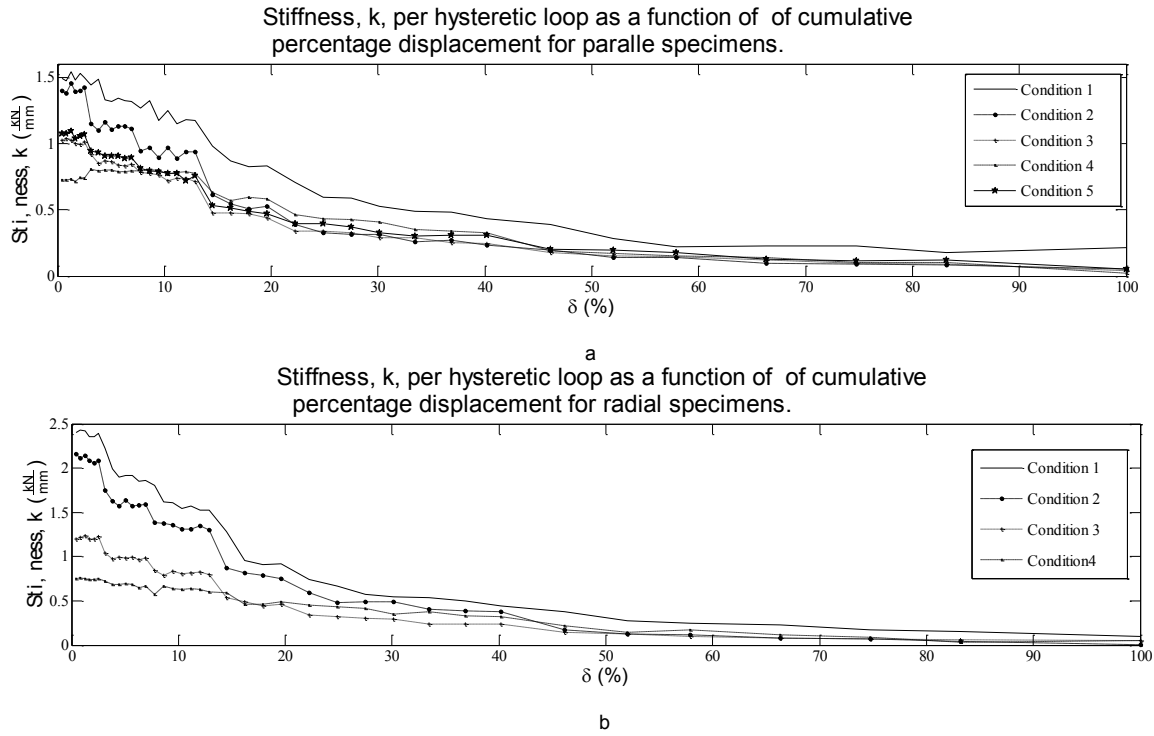 Stiffness, k, per hysteretic loop as a function of of cumulative
percentage displacement for paralle specimens.
Sti, ness, k (kN/mm)
1.5
1
0.5
0
Condition 1
Condition 2
Condition 3
Condition 4
Condition 5
0 10 20 30 40 50 60 70 80 90 100
δ (%)
a
Stiffness, k, per hysteretic loop as a function of of cumulative
percentage displacement for radial specimens.
Sti, ness, k (kN/mm)
2.5
2
1.5
1
0.5
0
Condition 1
Condition 2
Condition 3
Condition4
0 10 20 30 40 50 60 70 80 90 100
δ (%)
b